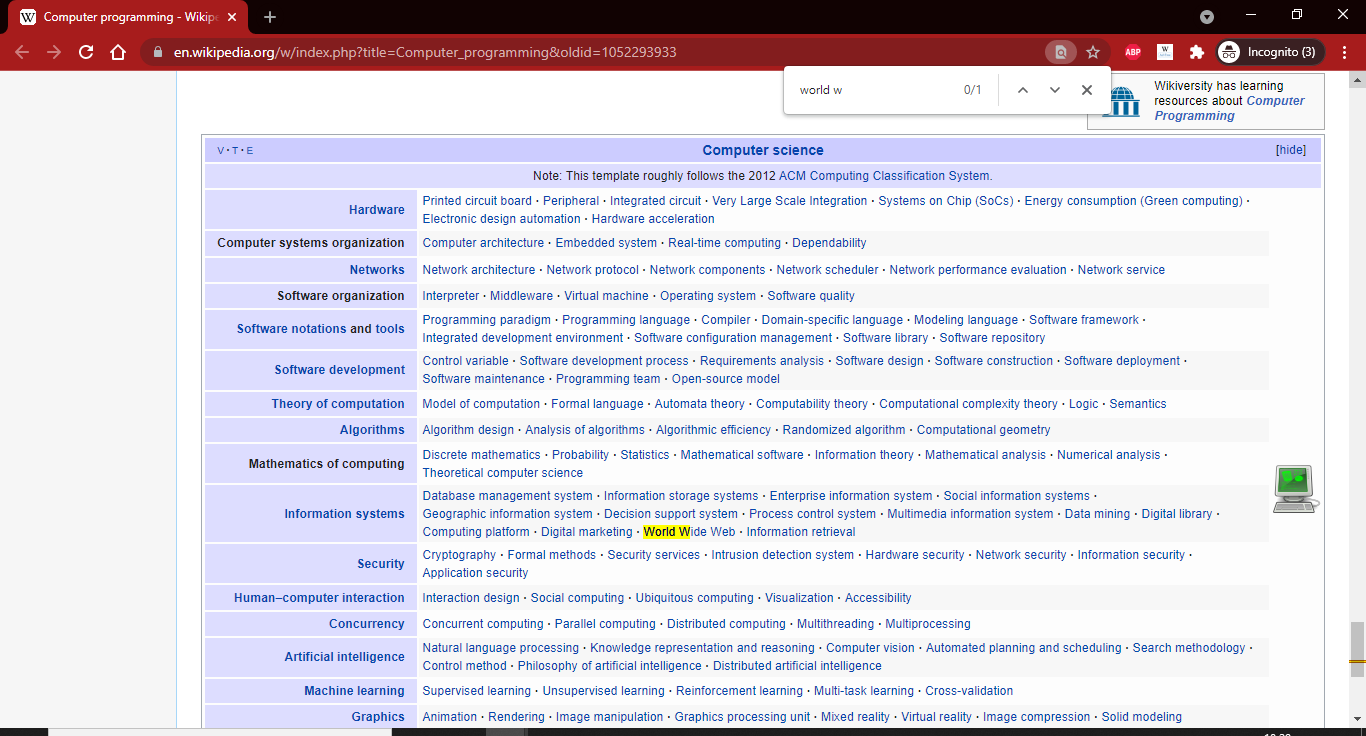 Computer programming - Wikipe
en.wikipedia.org/w/index.php?title=Computer_programming&oldid=1052293933
ABP
W
Incognito (3)
world w
0/1
Wikiversity has learning
resources about Computer
Programming
V · T · E
Computer science
[hide]
Note: This template roughly follows the 2012 ACM Computing Classification System.
Hardware
Printed circuit board · Peripheral · Integrated circuit · Very Large Scale Integration · Systems on Chip (SoCs) · Energy consumption (Green computing) ·
Electronic design automation · Hardware acceleration
Computer systems organization
Computer architecture · Embedded system · Real-time computing · Dependability
Networks
Network architecture · Network protocol · Network components · Network scheduler · Network performance evaluation · Network service
Software organization
Interpreter · Middleware · Virtual machine · Operating system · Software quality
Software notations and tools
Programming paradigm · Programming language · Compiler · Domain-specific language · Modeling language · Software framework ·
Integrated development environment · Software configuration management · Software library · Software repository
Software development
Control variable · Software development process · Requirements analysis · Software design · Software construction · Software deployment ·
Software maintenance · Programming team · Open-source model
Theory of computation
Model of computation · Formal language · Automata theory · Computability theory · Computational complexity theory · Logic · Semantics
Algorithms
Algorithm design · Analysis of algorithms · Algorithmic efficiency · Randomized algorithm · Computational geometry
Mathematics of computing
Discrete mathematics · Probability · Statistics · Mathematical software · Information theory · Mathematical analysis · Numerical analysis ·
Theoretical computer science
Information systems
Database management system · Information storage systems · Enterprise information system · Social information systems ·
Geographic information system · Decision support system · Process control system · Multimedia information system · Data mining · Digital library ·
Computing platform · Digital marketing · World Wide Web · Information retrieval
Security
Cryptography · Formal methods · Security services · Intrusion detection system · Hardware security · Network security · Information security ·
Application security
Human–computer interaction
Interaction design · Social computing · Ubiquitous computing · Visualization · Accessibility
Concurrency
Concurrent computing · Parallel computing · Distributed computing · Multithreading · Multiprocessing
Artificial intelligence
Natural language processing · Knowledge representation and reasoning · Computer vision · Automated planning and scheduling · Search methodology ·
Control method · Philosophy of artificial intelligence · Distributed artificial intelligence
Machine learning
Supervised learning · Unsupervised learning · Reinforcement learning · Multi-task learning · Cross-validation
Graphics
Animation · Rendering · Image manipulation · Graphics processing unit · Mixed reality · Virtual reality · Image compression · Solid modeling